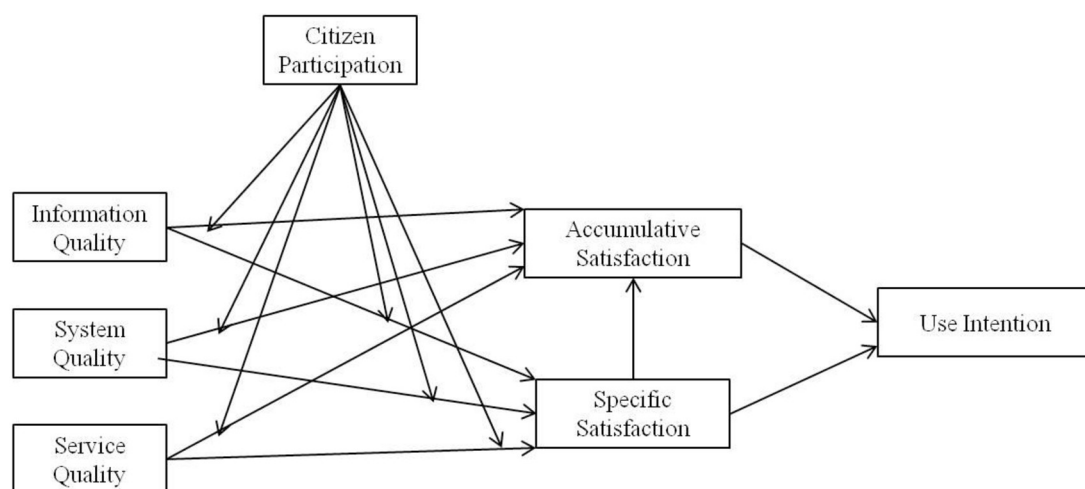 Citizen
Participation
Information
Quality
Accumulative
Satisfaction
System
Quality
Use Intention
Specific
Satisfaction
Service
Quality